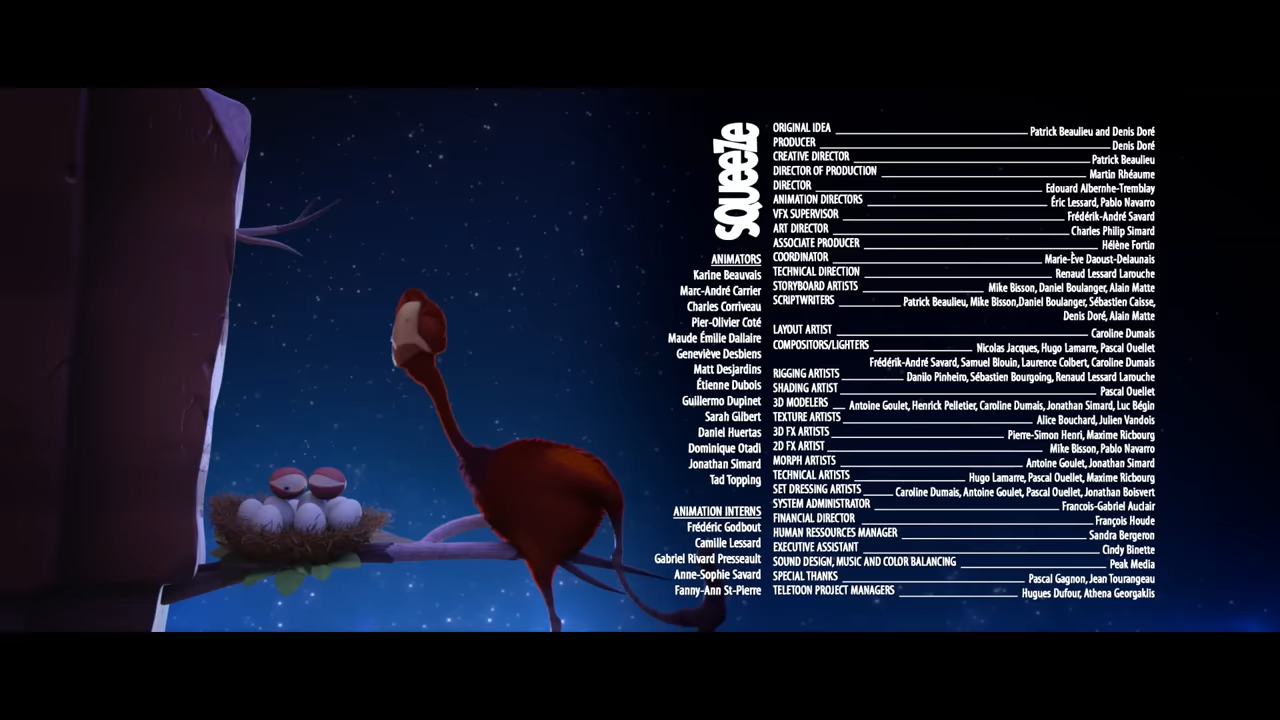 squeeze
ORIGINAL IDEA Patrick Beaulieu and Denis Doré
PRODUCER Denis Doré
CREATIVE DIRECTOR Patrick Beaulieu
DIRECTOR OF PRODUCTION Martin Rhéaume
DIRECTOR Edouard Albernhe-Tremblay
ANIMATION DIRECTORS Éric Lessard, Pablo Navarro
VFX SUPERVISOR Frédérik-André Savard
ART DIRECTOR Charles Philip Simard
ASSOCIATE PRODUCER Hélène Fortin
COORDINATOR Marie-Ève Daoust-Delaunais
TECHNICAL DIRECTION Renaud Lessard Larouche
STORYBOARD ARTISTS Mike Bisson, Daniel Boulanger, Alain Matte
SCRIPTWRITERS Patrick Beaulieu, Mike Bisson,Daniel Boulanger, Sébastien Caisse,
Denis Doré, Alain Matte
LAYOUT ARTIST Caroline Dumais
COMPOSITORS/LIGHTERS Nicolas Jacques, Hugo Lamarre, Pascal Ouellet
Frédérik-André Savard, Samuel Blouin, Laurence Colbert, Caroline Dumais
RIGGING ARTISTS Danilo Pinheiro, Sébastien Bourgoing, Renaud Lessard Larouche
SHADING ARTIST Pascal Ouellet
3D MODELERS Antoine Goulet, Henrick Pelletier, Caroline Dumais, Jonathan Simard, Luc Bégin
TEXTURE ARTISTS Alice Bouchard, Julien Vandois
3D FX ARTISTS Pierre-Simon Henri, Maxime Ricbourg
2D FX ARTIST Mike Bisson, Pablo Navarro
MORPH ARTISTS Antoine Goulet, Jonathan Simard
TECHNICAL ARTISTS Hugo Lamarre, Pascal Ouellet, Maxime Ricbourg
SET DRESSING ARTISTS Caroline Dumais, Antoine Goulet, Pascal Ouellet, Jonathan Boisvert
SYSTEM ADMINISTRATOR Francois-Gabriel Auclair
FINANCIAL DIRECTOR François Houde
HUMAN RESSOURCES MANAGER Sandra Bergeron
EXECUTIVE ASSISTANT Cindy Binette
SOUND DESIGN, MUSIC AND COLOR BALANCING Peak Media
SPECIAL THANKS Pascal Gagnon, Jean Tourangeau
TELETOON PROJECT MANAGERS Hugues Dufour, Athena Georgaklis
ANIMATORS
Karine Beauvais
Marc-André Carrier
Charles Corriveau
Pier-Olivier Coté
Maude Émilie Dallaire
Geneviève Desbiens
Matt Desjardins
Étienne Dubois
Guillermo Dupinet
Sarah Gilbert
Daniel Huertas
Dominique Otadi
Jonathan Simard
Tad Topping
ANIMATION INTERNS
Frédéric Godbout
Camille Lessard
Gabriel Rivard Presseault
Anne-Sophie Savard
Fanny-Ann St-Pierre